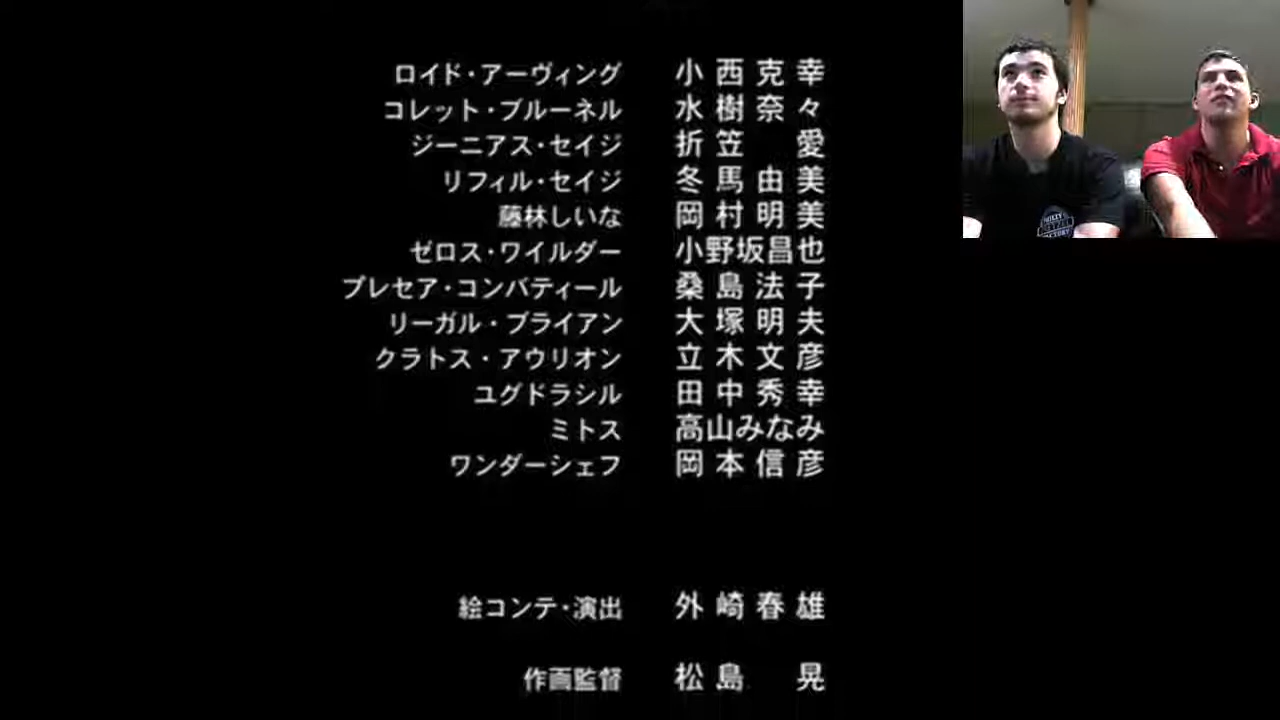 ロイド・アーヴィング 小西克幸
コレット・ブルーネル 水樹奈々
ジーニアス・セイジ 折笠 愛
リフィル・セイジ 冬馬由美
藤林しいな 岡村明美
ゼロス・ワイルダー 小野坂昌也
プレセア・コンバティール 桑島法子
リーガル・ブライアン 大塚明夫
クラトス・アウリオン 立木文彦
ユグドラシル 田中秀幸
ミトス 高山みなみ
ワンダーシェフ 岡本信彦
絵コンテ・演出 外崎春雄
作画監督 松島 晃